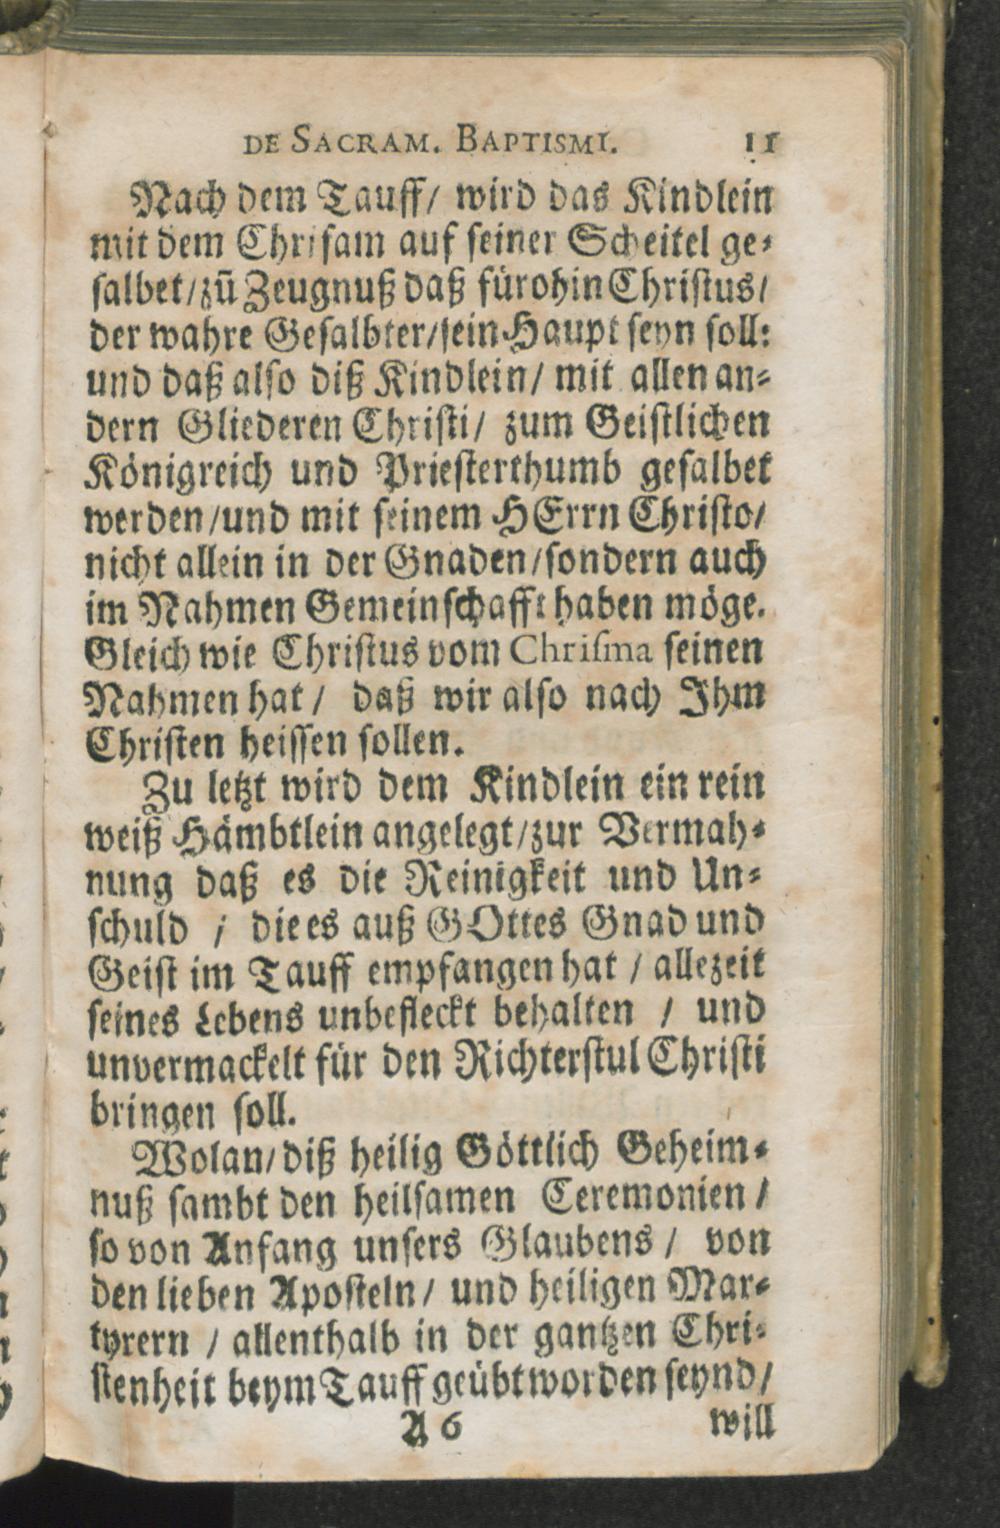 DE SACRAM. BAPTISMI. 11
Nach dem Tauff/ wird das Kindlein
mit dem Chrisam auf seiner Scheitel ge-
salbet/zũ Zeugnuß daß fürohin Christus/
der wahre Gesalbter/sein Haupt seyn soll:
und daß also diß Kindlein/ mit allen an-
dern Gliederen Christi/ zum Geistlichen
Königreich und Priesterthumb gesalbet
werden/und mit seinem HErrn Christo/
nicht allein in der Gnaden/sondern auch
im Nahmen Gemeinschafft haben möge.
Gleich wie Christus vom Chrisma seinen
Nahmen hat/ daß wir also nach Ihm
Christen heissen sollen.
Zu letzt wird dem Kindlein ein rein
weiß Hämbtlein angelegt/zur Vermah-
nung daß es die Reinigkeit und Un-
schuld / die es auß GOttes Gnad und
Geist im Tauff empfangen hat / allezeit
seines Lebens unbefleckt behalten / und
unvermackelt für den Richterstul Christi
bringen soll.
Wolan/diß heilig Göttlich Geheim-
nuß sambt den heilsamen Ceremonien/
so von Anfang unsers Glaubens / von
den lieben Aposteln/ und heiligen Mar-
tyrern / allenthalb in der gantzen Chri-
stenheit beym Tauff geübt worden seynd/
A 6 will